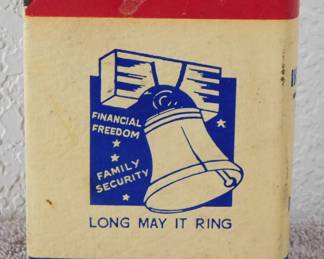 FINANCIAL
FREEDOM
FAMILY
SECURITY
LONG MAY IT RING